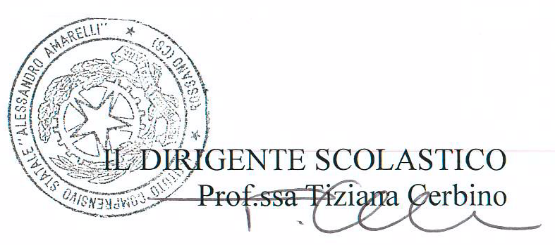 ISTITUTO COMPRENSIVO STATALE "ALESSANDRO AMARELLI" ★ ROSSANO (CS) ★
IL DIRIGENTE SCOLASTICO
Prof.ssa Tiziana Cerbino